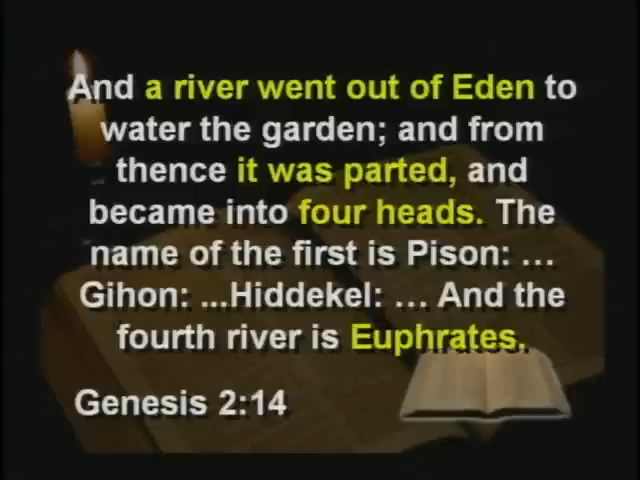 And a river went out of Eden to
water the garden; and from
thence it was parted, and
became into four heads. The
name of the first is Pison: ...
Gihon: ...Hiddekel: ... And the
fourth river is Euphrates.
Genesis 2:14